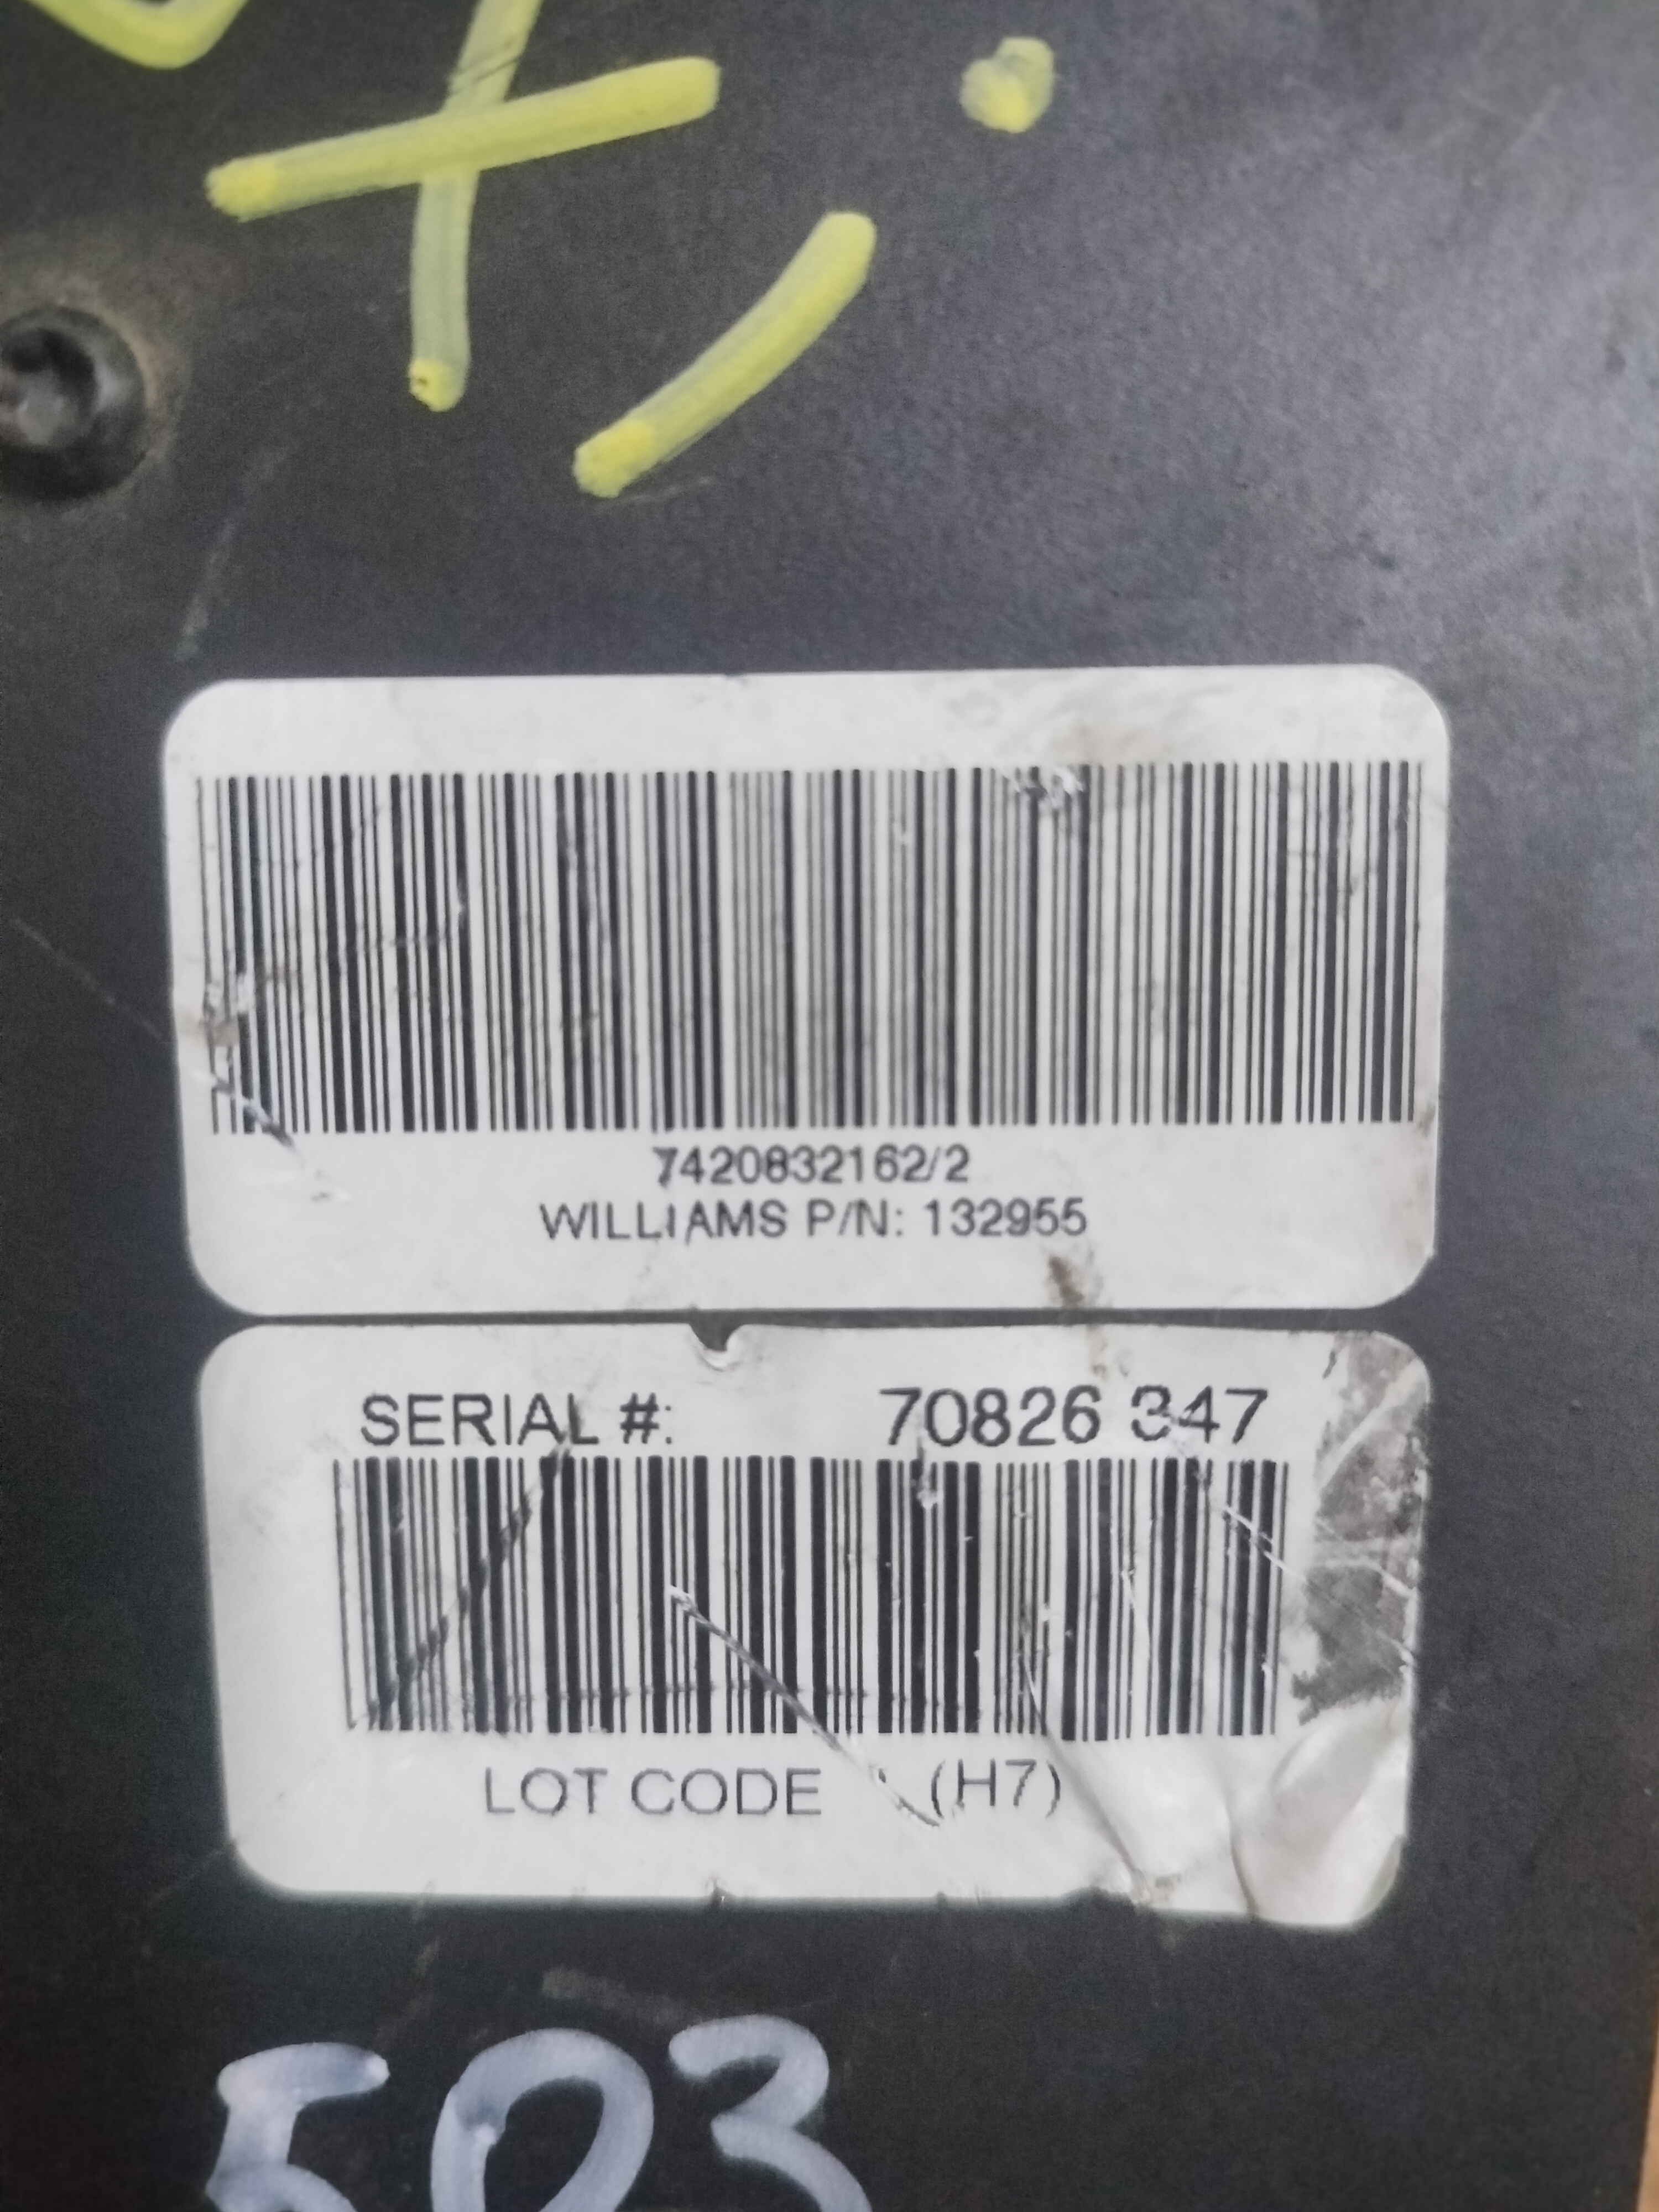 7420832162/2
WILLIAMS P/N: 132955
SERIAL #: 70826 347
LOT CODE (H7)
503